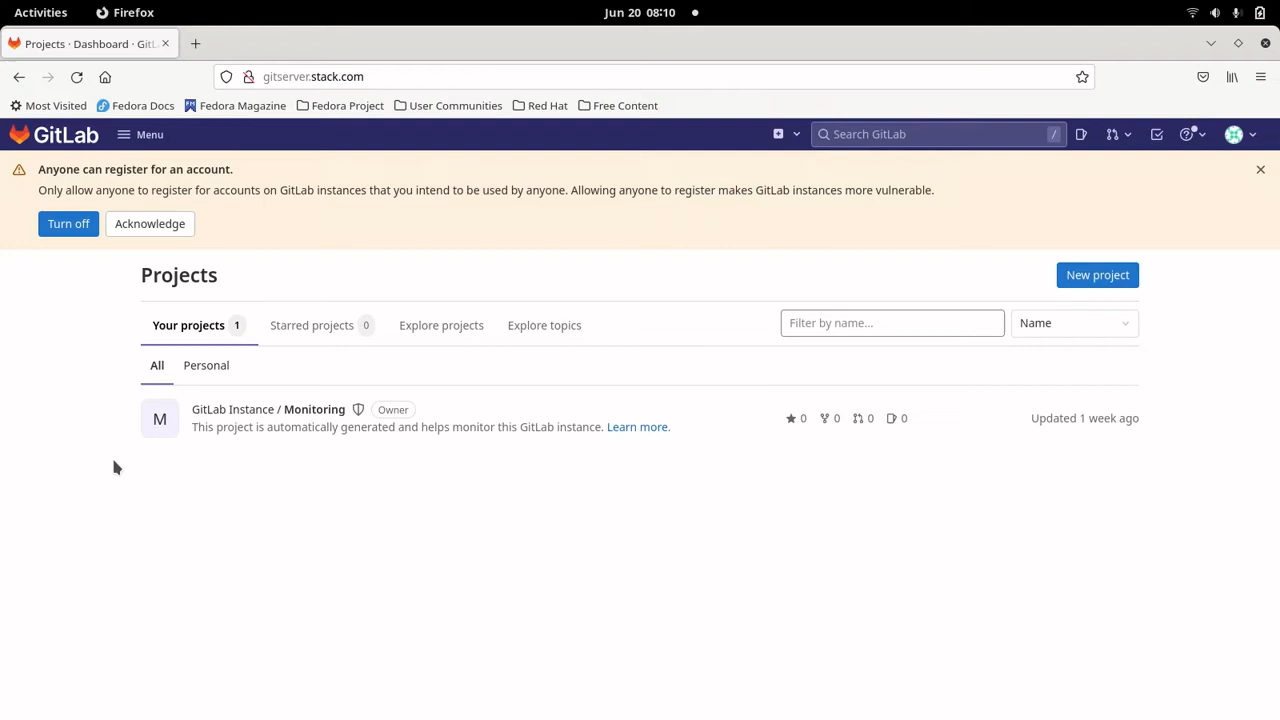 Activities Firefox Jun 20 08:10
Projects · Dashboard · GitL
gitserver.stack.com
Most Visited Fedora Docs Fedora Magazine Fedora Project User Communities Red Hat Free Content
GitLab Menu Search GitLab /
Anyone can register for an account.
Only allow anyone to register for accounts on GitLab instances that you intend to be used by anyone. Allowing anyone to register makes GitLab instances more vulnerable.
Turn off Acknowledge
Projects New project
Your projects 1 Starred projects 0 Explore projects Explore topics Filter by name... Name
All Personal
M GitLab Instance / Monitoring Owner
This project is automatically generated and helps monitor this GitLab instance. Learn more.
0 0 0 0 Updated 1 week ago